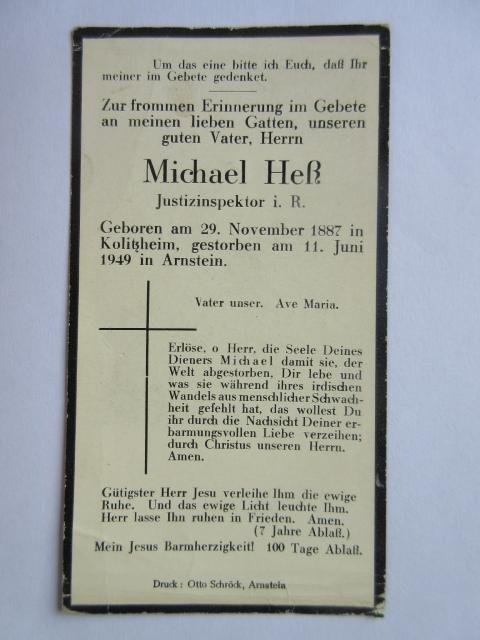 Um das eine bitte ich Euch, daß Ihr
meiner im Gebete gedenket.
Zur frommen Erinnerung im Gebete
an meinen lieben Gatten, unseren
guten Vater, Herrn
Michael Heß
Justizinspektor i. R.
Geboren am 29. November 1887 in
Kolitzheim, gestorben am 11. Juni
1949 in Arnstein.
Vater unser. Ave Maria.
Erlöse, o Herr, die Seele Deines
Dieners Michael damit sie, der
Welt abgestorben, Dir lebe und
was sie während ihres irdischen
Wandels aus menschlicher Schwach-
heit gefehlt hat, das wollest Du
ihr durch die Nachsicht Deiner er-
barmungsvollen Liebe verzeihen;
durch Christus unseren Herrn.
Amen.
Gütigster Herr Jesu verleihe Ihm die ewige
Ruhe. Und das ewige Licht leuchte Ihm.
Herr lasse Ihn ruhen in Frieden. Amen.
(7 Jahre Ablaß.)
Mein Jesus Barmherzigkeit! 100 Tage Ablaß.
Druck: Otto Schröck, Arnstein